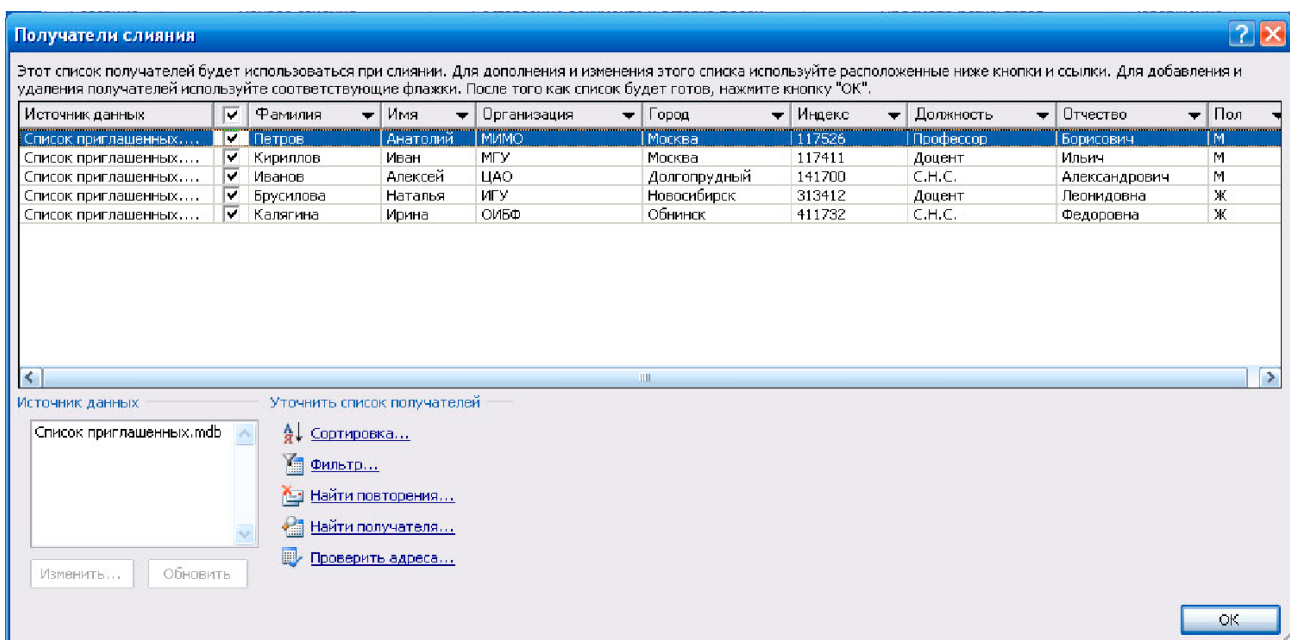 Получатели слияния
Этот список получателей будет использоваться при слиянии. Для дополнения и изменения этого списка используйте расположенные ниже кнопки и ссылки. Для добавления и
удаления получателей используйте соответствующие флажки. После того как список будет готов, нажмите кнопку "ОК".
Источник данных Фамилия Имя Организация Город Индекс Должность Отчество Пол
Список приглашенных.... Петров Анатолий МИМО Москва 117526 Профессор Борисович М
Список приглашенных.... Кириллов Иван МГУ Москва 117411 Доцент Ильич М
Список приглашенных.... Иванов Алексей ЦАО Долгопрудный 141700 С.Н.С. Александрович М
Список приглашенных.... Брусилова Наталья ИГУ Новосибирск 313412 Доцент Леонидовна Ж
Список приглашенных.... Калягина Ирина ОИБФ Обнинск 411732 С.Н.С. Федоровна Ж
Источник данных Уточнить список получателей
Список приглашенных.mdb
Сортировка...
Фильтр...
Найти повторения...
Найти получателя...
Проверить адреса...
Изменить... Обновить
ОК